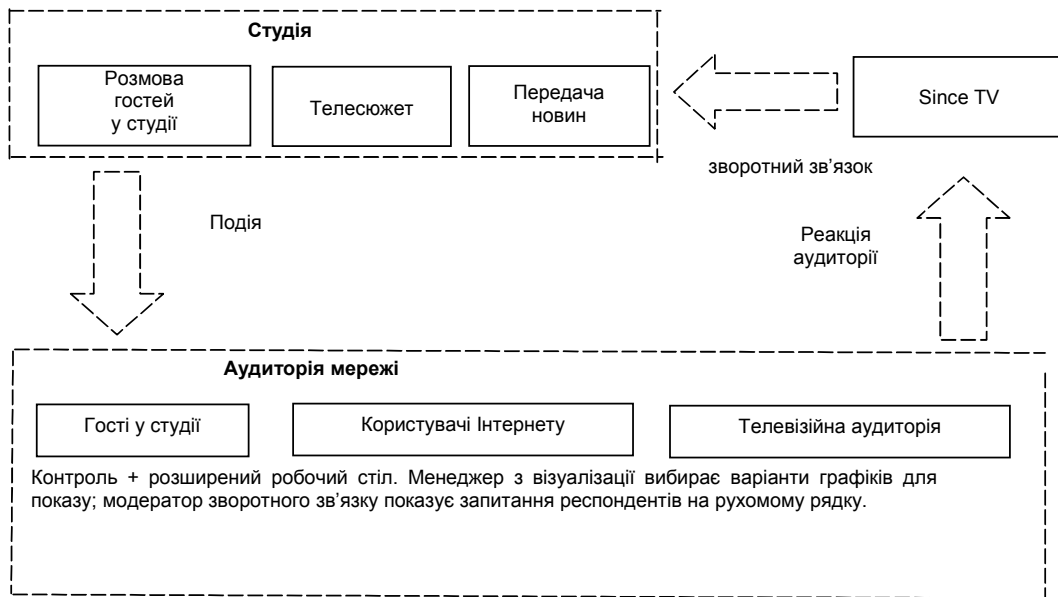 Студія
Розмова
гостей
у студії
Телесюжет
Передача
новин
Since TV
зворотний зв’язок
Подія
Реакція
аудиторії
Аудиторія мережі
Гості у студії
Користувачі Інтернету
Телевізійна аудиторія
Контроль + розширений робочий стіл. Менеджер з візуалізації вибирає варіанти графіків для
показу; модератор зворотного зв’язку показує запитання респондентів на рухомому рядку.